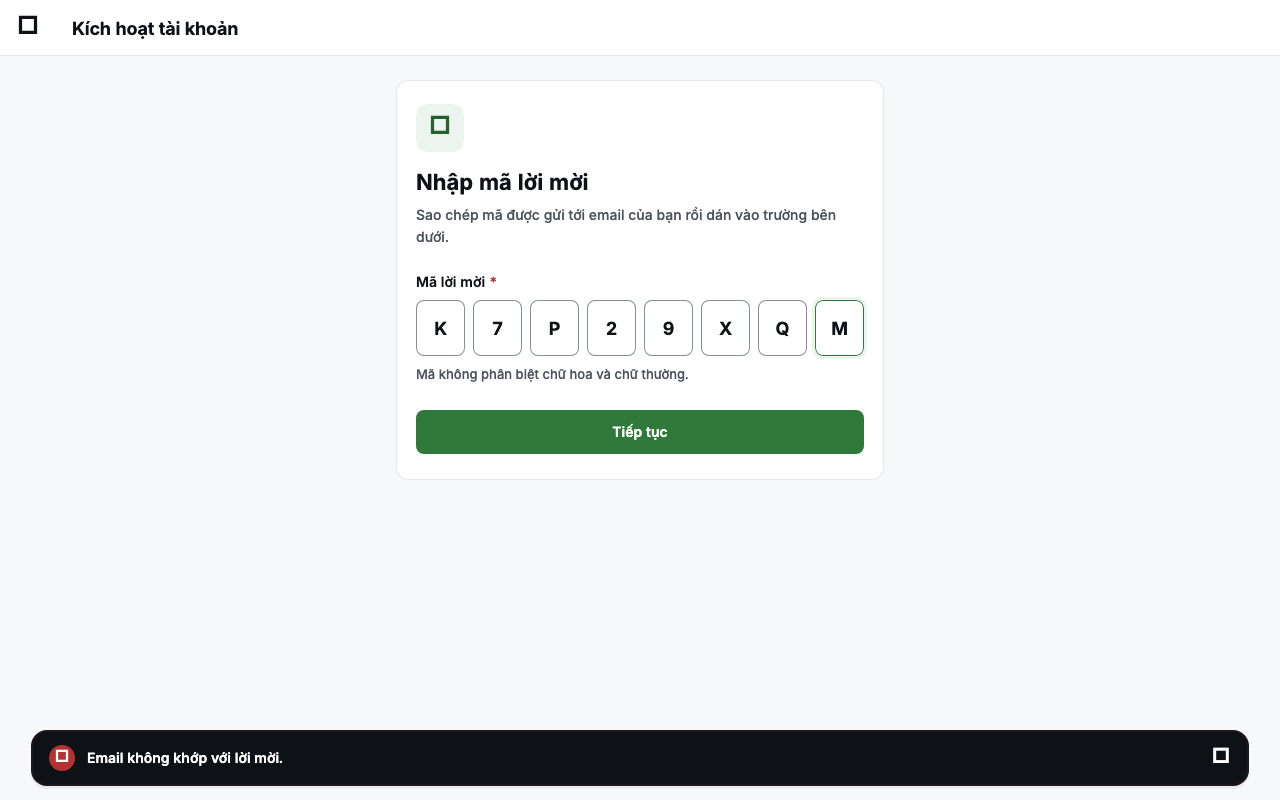 Kích hoạt tài khoản
Nhập mã lời mời
Sao chép mã được gửi tới email của bạn rồi dán vào trường bên
dưới.
Mã lời mời *
K 7 P 2 9 X Q M
Mã không phân biệt chữ hoa và chữ thường.
Tiếp tục
Email không khớp với lời mời.